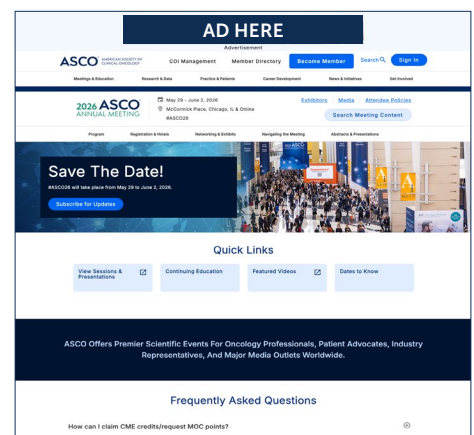 AD HERE
Advertisement
ASCO AMERICAN SOCIETY OF CLINICAL ONCOLOGY
COI Management Member Directory Become Member Search Sign In
Meetings & Education Research & Data Practice & Patients Career Development News & Initiatives Get Involved
2026 ASCO
ANNUAL MEETING
May 29 - June 2, 2026
McCormick Place, Chicago, IL & Online
#ASCO26
Exhibitors Media Attendee Policies
Search Meeting Content
Program Registration & Hotels Networking & Exhibits Navigating the Meeting Abstracts & Presentations
Save The Date!
#ASCO26 will take place from May 29 to June 2, 2026.
Subscribe for Updates
ASCO
Quick Links
View Sessions &
Presentations
Continuing Education
Featured Videos
Dates to Know
ASCO Offers Premier Scientific Events For Oncology Professionals, Patient Advocates, Industry
Representatives, And Major Media Outlets Worldwide.
Frequently Asked Questions
How can I claim CME credits/request MOC points?